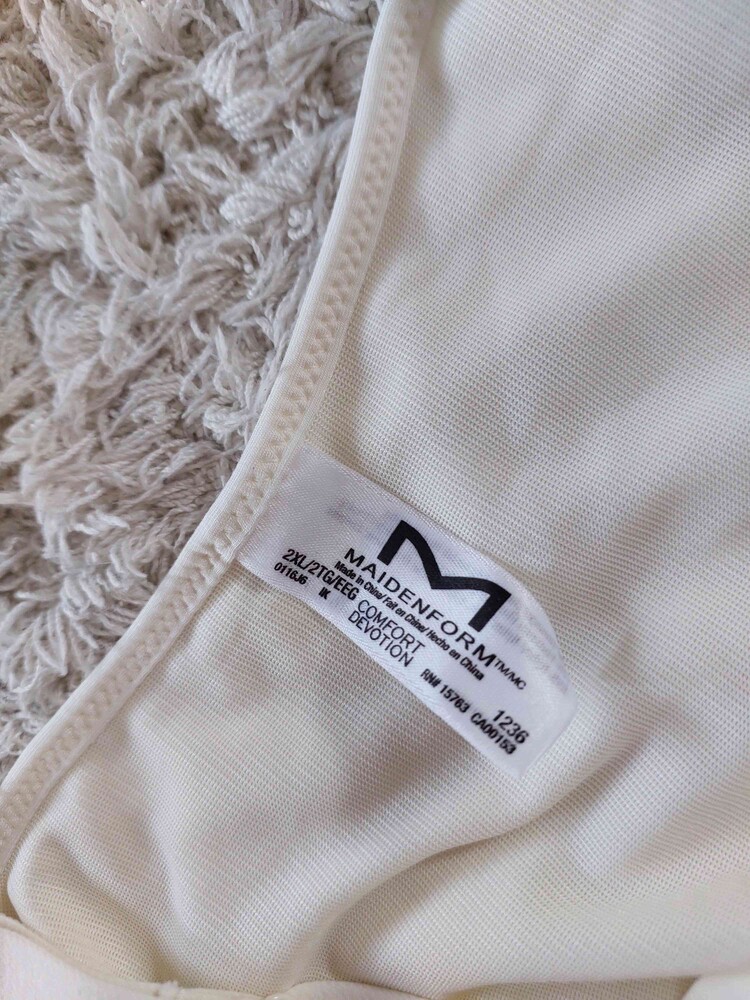 M
MAIDENFORM™/MC
Made in China/ Fait en Chine/ Hecho en China
2XL/2TG/EEG
0116J6 IK
COMFORT
DEVOTION
1236
RN# 15763 CA00153